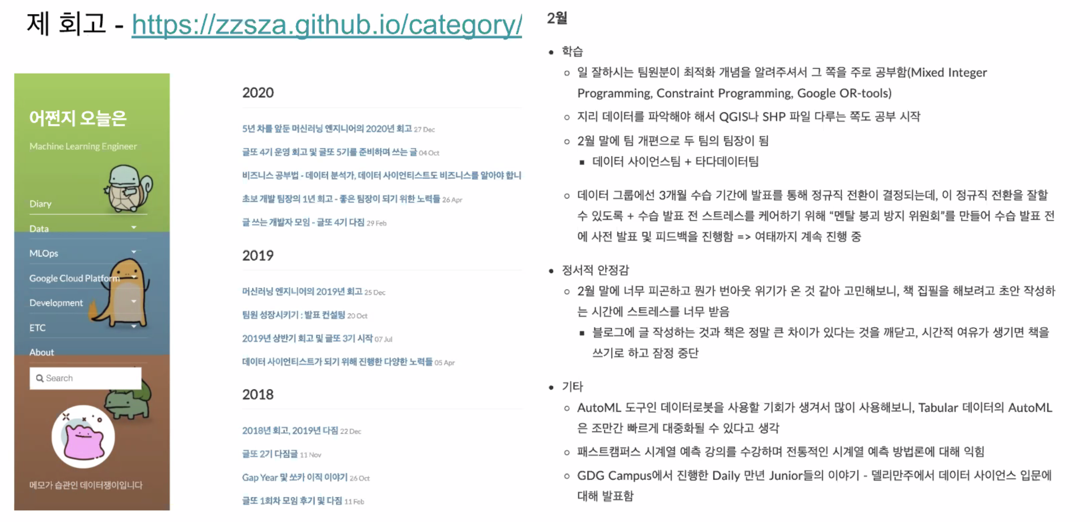 제 회고 - https://zzsza.github.io/category/
어쩐지 오늘은
Machine Learning Engineer
Diary
Data
MLOps
Google Cloud Platform
Development
ETC
About
Search
메모가 습관인 데이터쟁이입니다
2020
5년 차를 앞둔 머신러닝 엔지니어의 2020년 회고 27 Dec
글또 4기 운영 회고 및 글또 5기를 준비하며 쓰는 글 04 Oct
비즈니스 공부법 - 데이터 분석가, 데이터 사이언티스트도 비즈니스를 알아야 합니
초보 개발 팀장의 1년 회고 - 좋은 팀장이 되기 위한 노력들 26 Apr
글 쓰는 개발자 모임 - 글또 4기 다짐 29 Feb
2019
머신러닝 엔지니어의 2019년 회고 25 Dec
팀원 성장시키기 : 발표 컨설팅 20 Oct
2019년 상반기 회고 및 글또 3기 시작 07 Jul
데이터 사이언티스트가 되기 위해 진행한 다양한 노력들 05 Apr
2018
2018년 회고, 2019년 다짐 22 Dec
글또 2기 다짐글 11 Nov
Gap Year 및 쏘카 이직 이야기 26 Oct
글또 1회차 모임 후기 및 다짐 11 Feb
2월
• 학습
◦ 일 잘하시는 팀원분이 최적화 개념을 알려주셔서 그 쪽을 주로 공부함(Mixed Integer
Programming, Constraint Programming, Google OR-tools)
◦ 지리 데이터를 파악해야 해서 QGIS나 SHP 파일 다루는 쪽도 공부 시작
◦ 2월 말에 팀 개편으로 두 팀의 팀장이 됨
▪ 데이터 사이언스팀 + 타다데이터팀
◦ 데이터 그룹에선 3개월 수습 기간에 발표를 통해 정규직 전환이 결정되는데, 이 정규직 전환을 잘할
수 있도록 + 수습 발표 전 스트레스를 케어하기 위해 “멘탈 붕괴 방지 위원회”를 만들어 수습 발표 전
에 사전 발표 및 피드백을 진행함 => 여태까지 계속 진행 중
• 정서적 안정감
◦ 2월 말에 너무 피곤하고 뭔가 번아웃 위기가 온 것 같아 고민해보니, 책 집필을 해보려고 초안 작성하
는 시간에 스트레스를 너무 받음
▪ 블로그에 글 작성하는 것과 책은 정말 큰 차이가 있다는 것을 깨닫고, 시간적 여유가 생기면 책을
쓰기로 하고 잠정 중단
• 기타
◦ AutoML 도구인 데이터로봇을 사용할 기회가 생겨서 많이 사용해보니, Tabular 데이터의 AutoML
은 조만간 빠르게 대중화될 수 있다고 생각
◦ 패스트캠퍼스 시계열 예측 강의를 수강하며 전통적인 시계열 예측 방법론에 대해 익힘
◦ GDG Campus에서 진행한 Daily 만년 Junior들의 이야기 - 델리만주에서 데이터 사이언스 입문에
대해 발표함